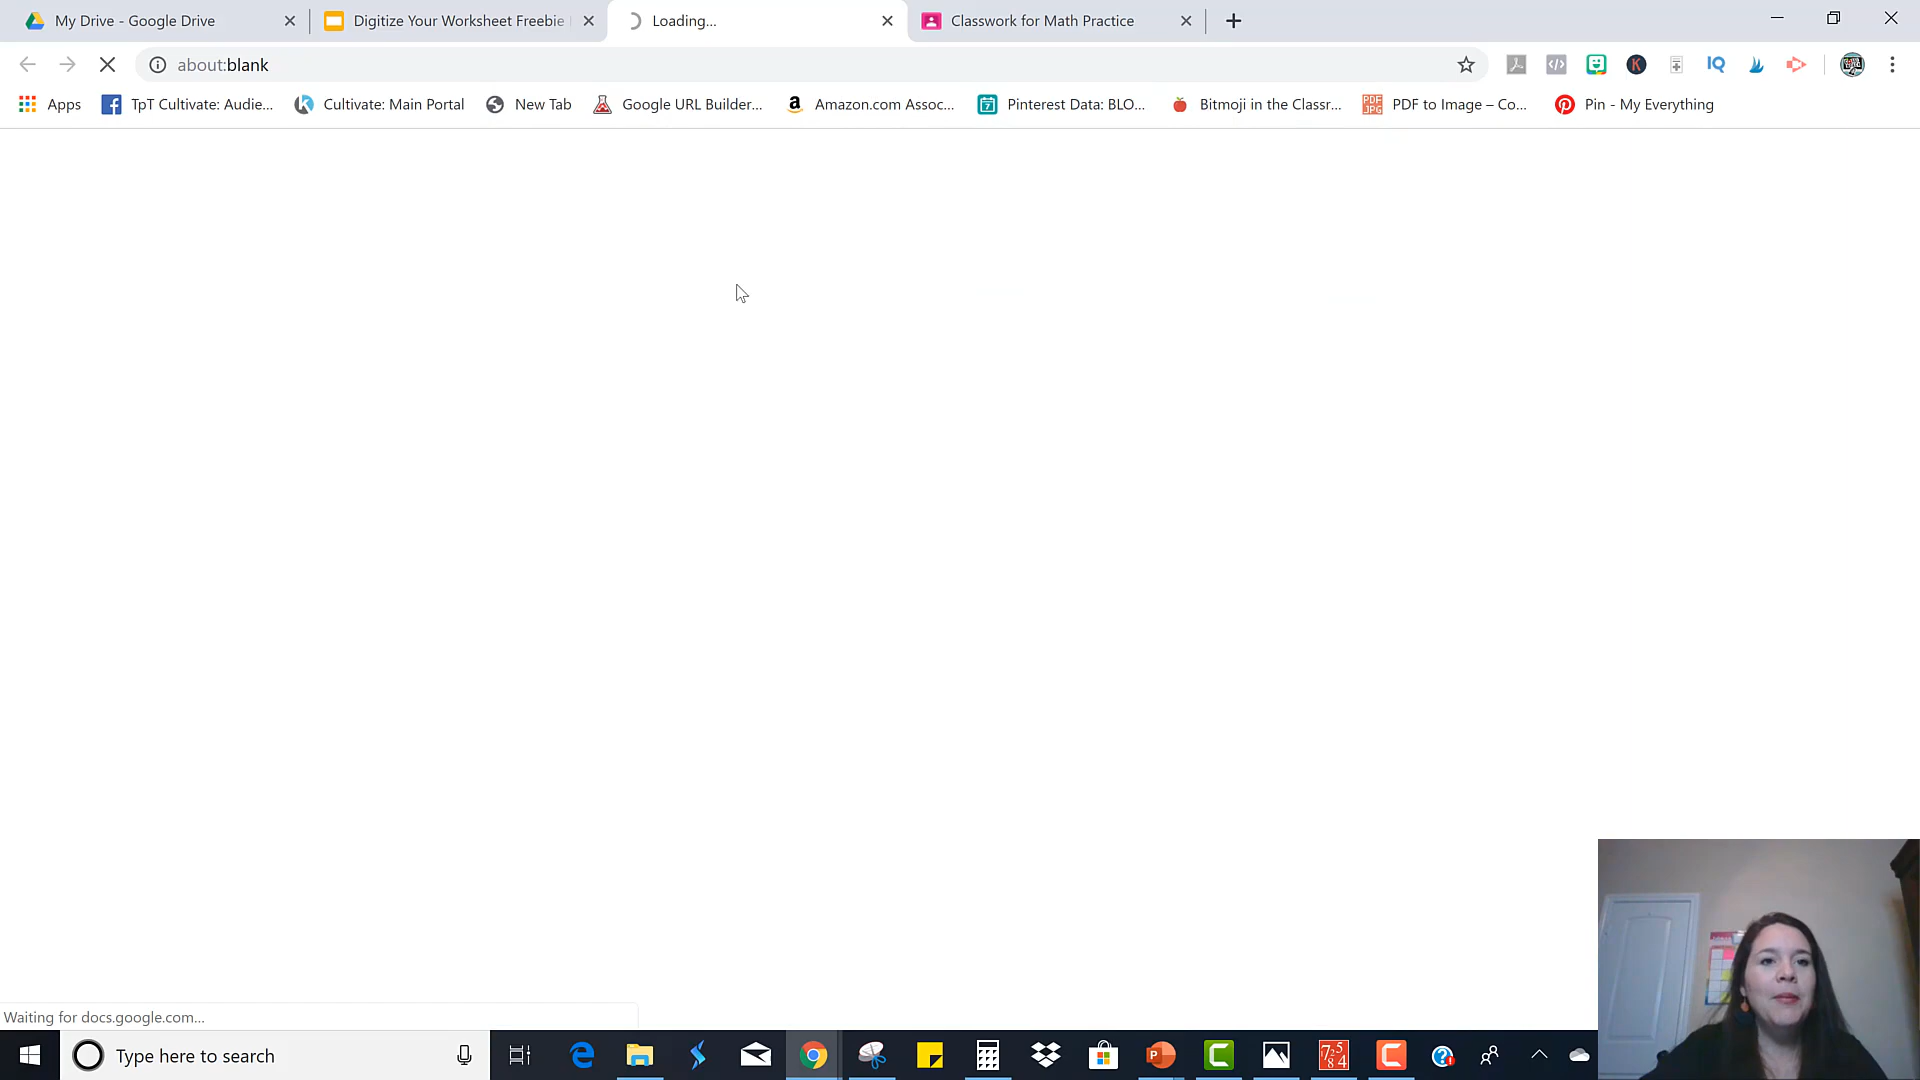 My Drive - Google Drive
Digitize Your Worksheet Freebie
Loading...
Classwork for Math Practice
about:blank
Apps
TpT Cultivate: Audie...
Cultivate: Main Portal
New Tab
Google URL Builder...
Amazon.com Assoc...
Pinterest Data: BLO...
Bitmoji in the Classr...
PDF to Image – Co...
Pin - My Everything
Waiting for docs.google.com...
Type here to search